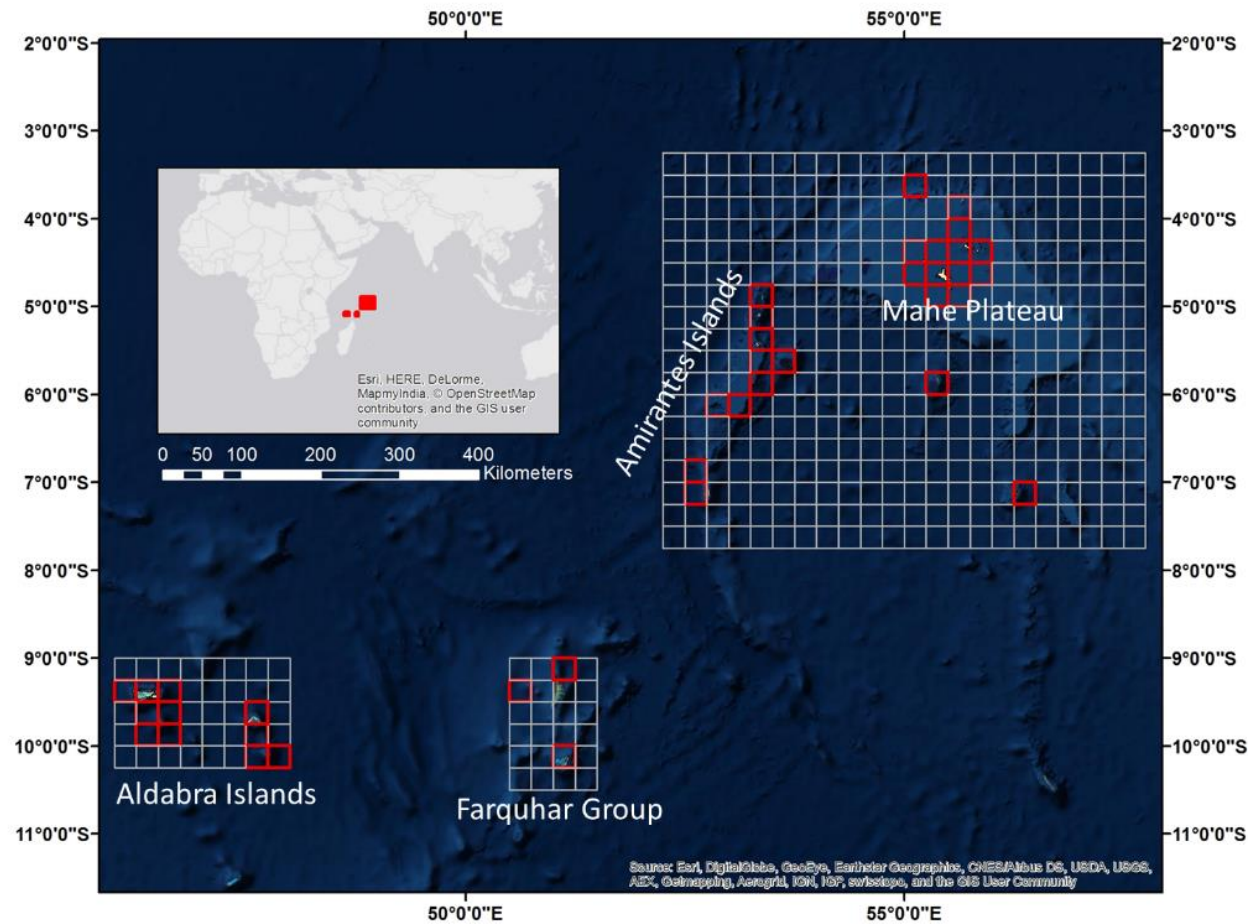 50°0'0"E 55°0'0"E
2°0'0"S 2°0'0"S
3°0'0"S 3°0'0"S
4°0'0"S 4°0'0"S
5°0'0"S 5°0'0"S
6°0'0"S 6°0'0"S
7°0'0"S 7°0'0"S
8°0'0"S 8°0'0"S
9°0'0"S 9°0'0"S
10°0'0"S 10°0'0"S
11°0'0"S 11°0'0"S
Esri, HERE, DeLorme,
MapmyIndia, © OpenStreetMap
contributors, and the GIS user
community
0 50 100 200 300 400
Kilometers
Amirantes Islands
Mahe Plateau
Aldabra Islands
Farquhar Group
Source: Esri, DigitalGlobe, GeoEye, Earthstar Geographics, CNES/Airbus DS, USDA, USGS,
AEX, Getmapping, Aerogrid, IGN, IGP, swisstopo, and the GIS User Community
50°0'0"E 55°0'0"E